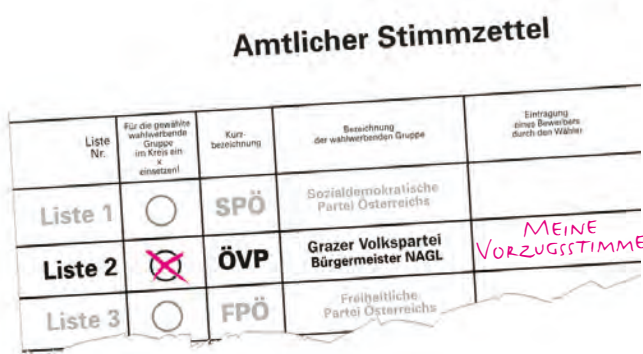 Amtlicher Stimmzettel
Liste
Nr.
Für die gewählte
wahlwerbende
Gruppe
im Kreis ein
x
einsetzen!
Kurz-
bezeichnung
Bezeichnung
der wahlwerbenden Gruppe
Eintragung
eines Bewerbers
durch den Wähler
Liste 1
SPÖ
Sozialdemokratische
Partei Österreichs
Liste 2
ÖVP
Grazer Volkspartei
Bürgermeister NAGL
MEINE
VORZUGSSTIMME
Liste 3
FPÖ
Freiheitliche
Partei Österreichs